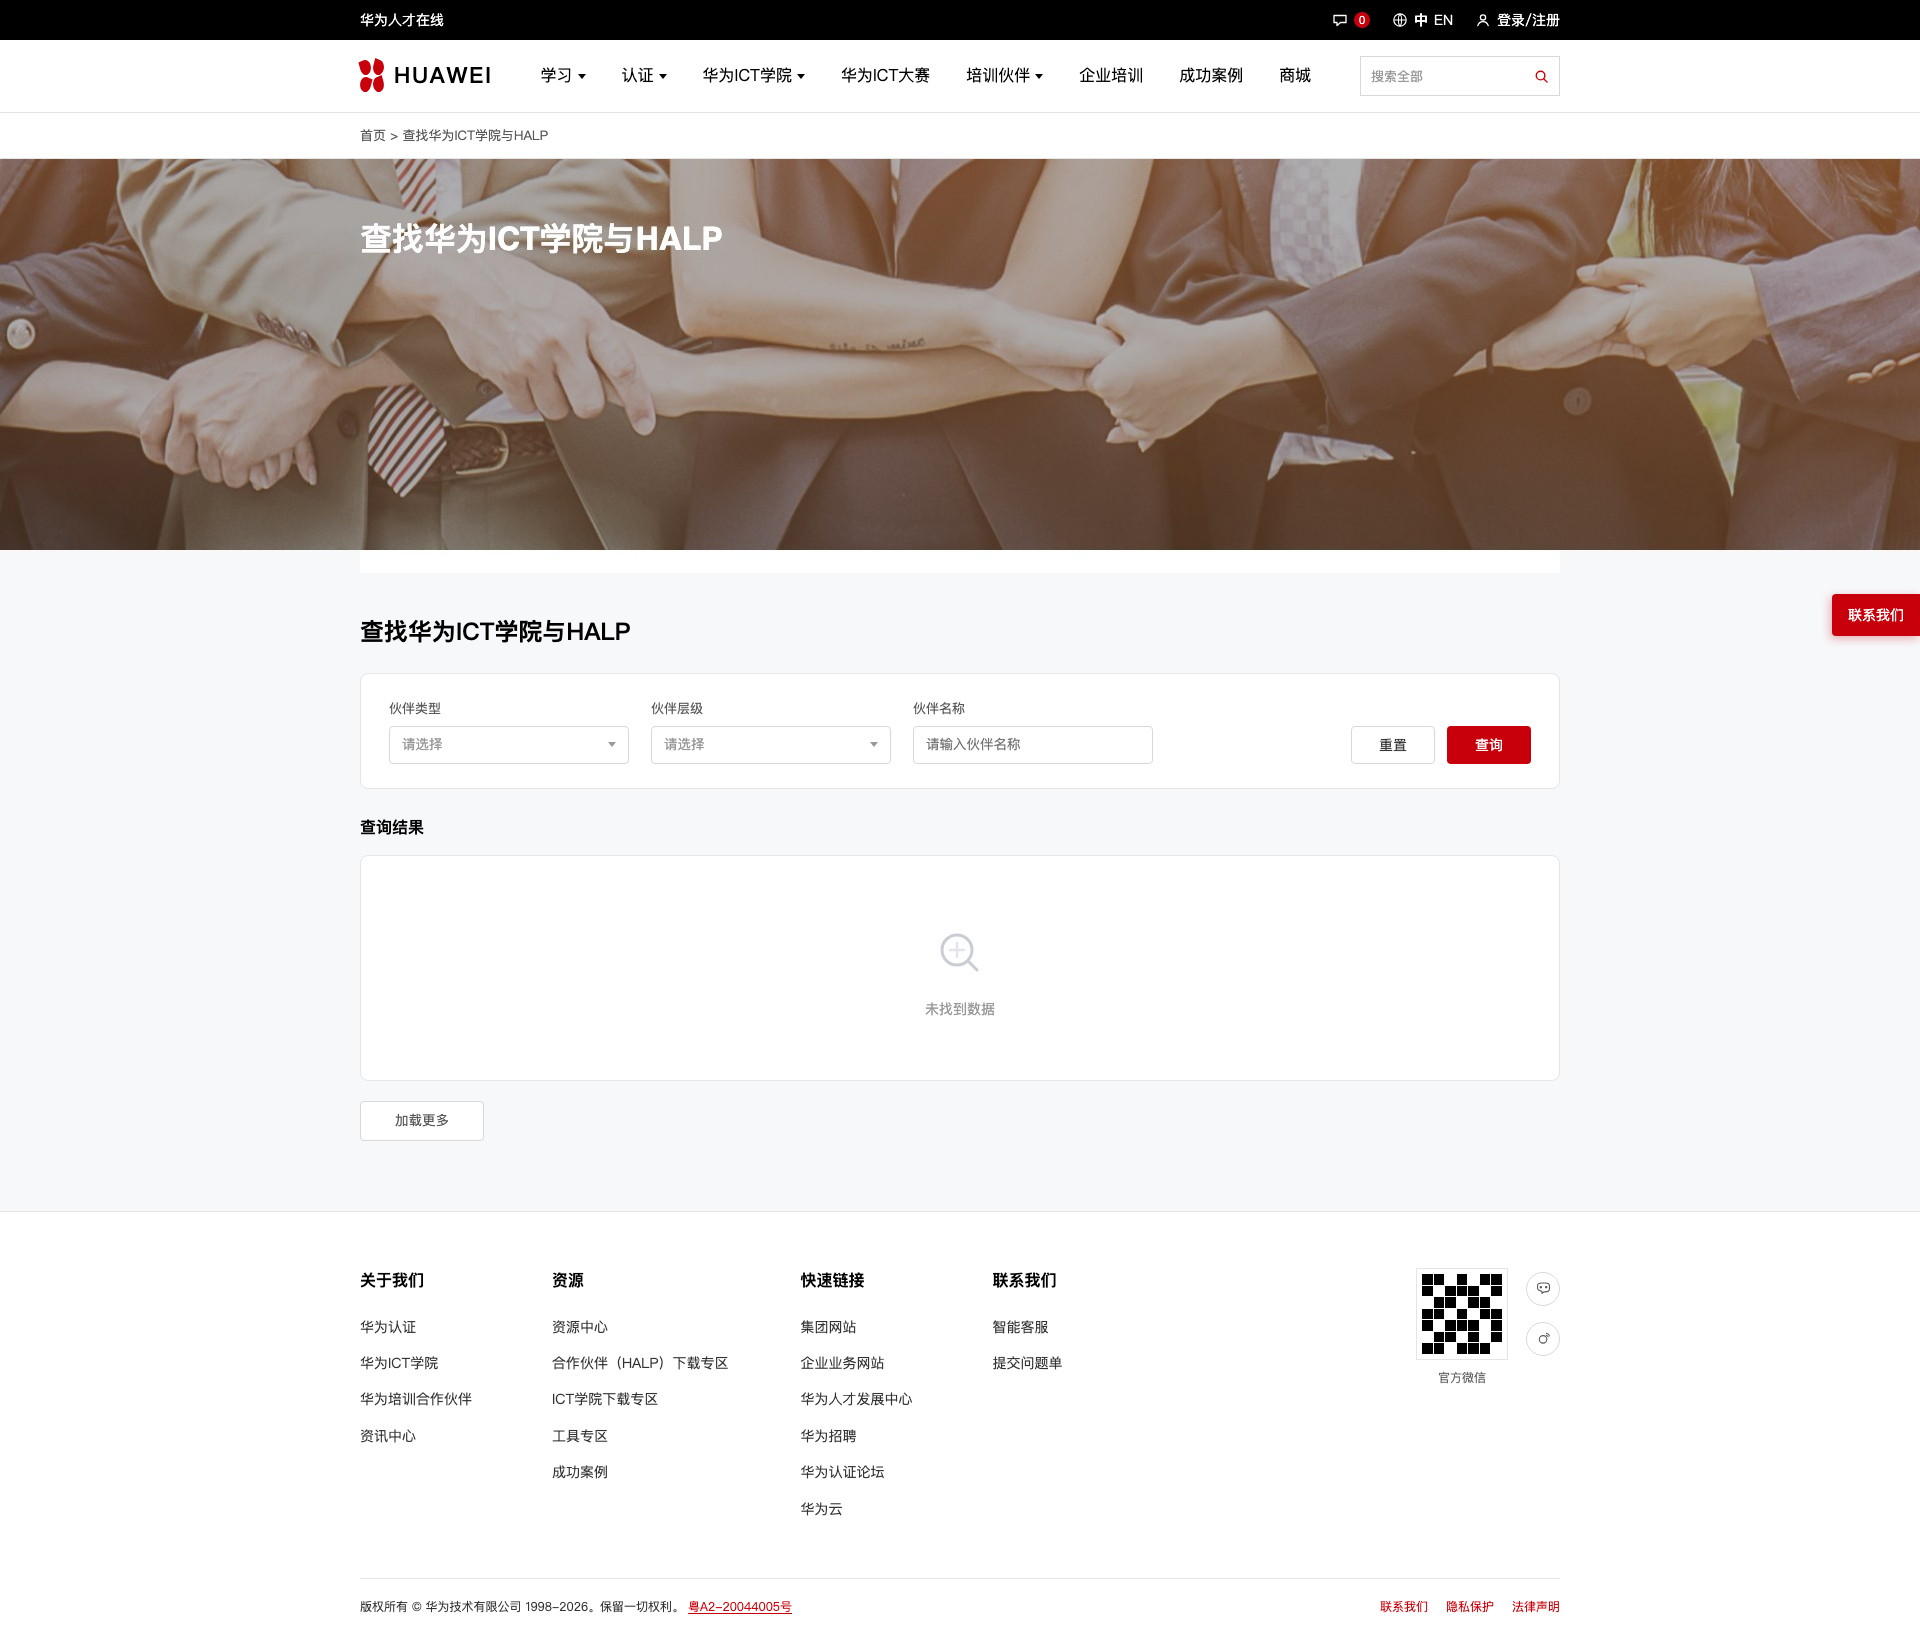 华为人才在线
0
中 EN
登录/注册
HUAWEI
学习
认证
华为ICT学院
华为ICT大赛
培训伙伴
企业培训
成功案例
商城
搜索全部
首页 > 查找华为ICT学院与HALP
查找华为ICT学院与HALP
life is mine
联系我们
查找华为ICT学院与HALP
伙伴类型
伙伴层级
伙伴名称
请选择
请选择
请输入伙伴名称
重置
查询
查询结果
未找到数据
加载更多
关于我们
华为认证
华为ICT学院
华为培训合作伙伴
资讯中心
资源
资源中心
合作伙伴（HALP）下载专区
ICT学院下载专区
工具专区
成功案例
快速链接
集团网站
企业业务网站
华为人才发展中心
华为招聘
华为认证论坛
华为云
联系我们
智能客服
提交问题单
官方微信
版权所有 © 华为技术有限公司 1998-2026。保留一切权利。 粤A2-20044005号
联系我们
隐私保护
法律声明